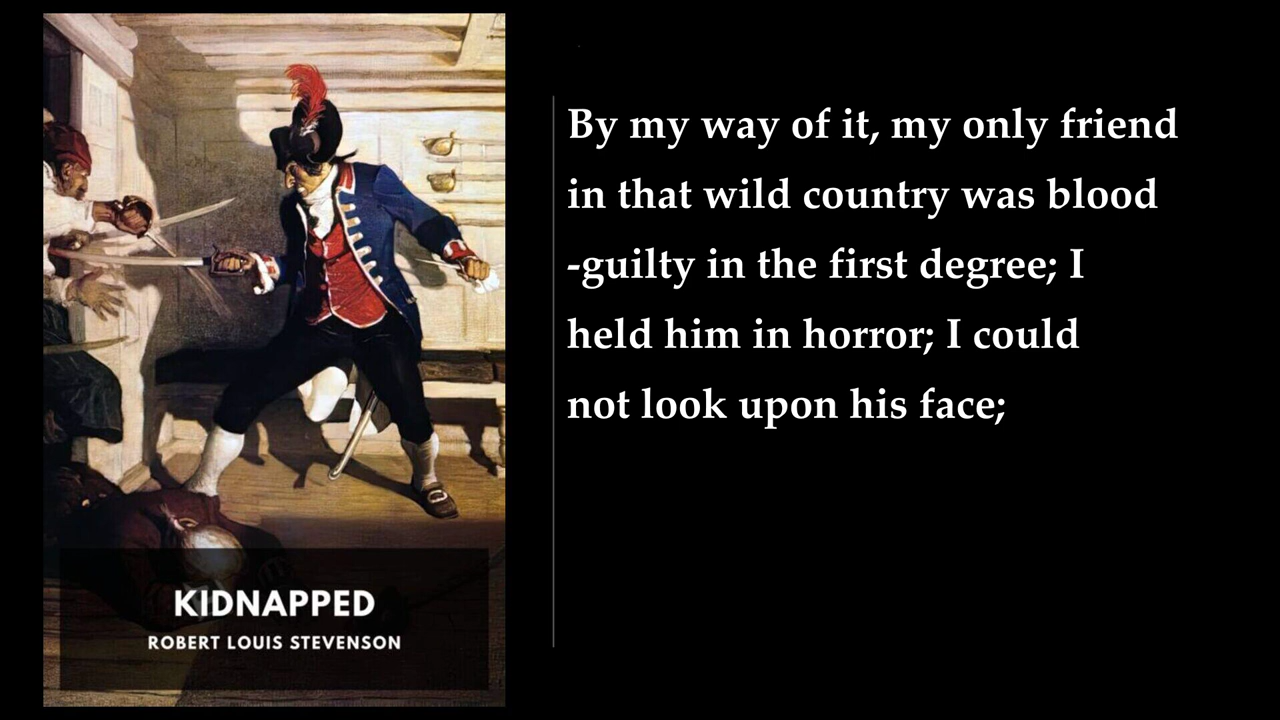 KIDNAPPED
ROBERT LOUIS STEVENSON
By my way of it, my only friend
in that wild country was blood
-guilty in the first degree; I
held him in horror; I could
not look upon his face;